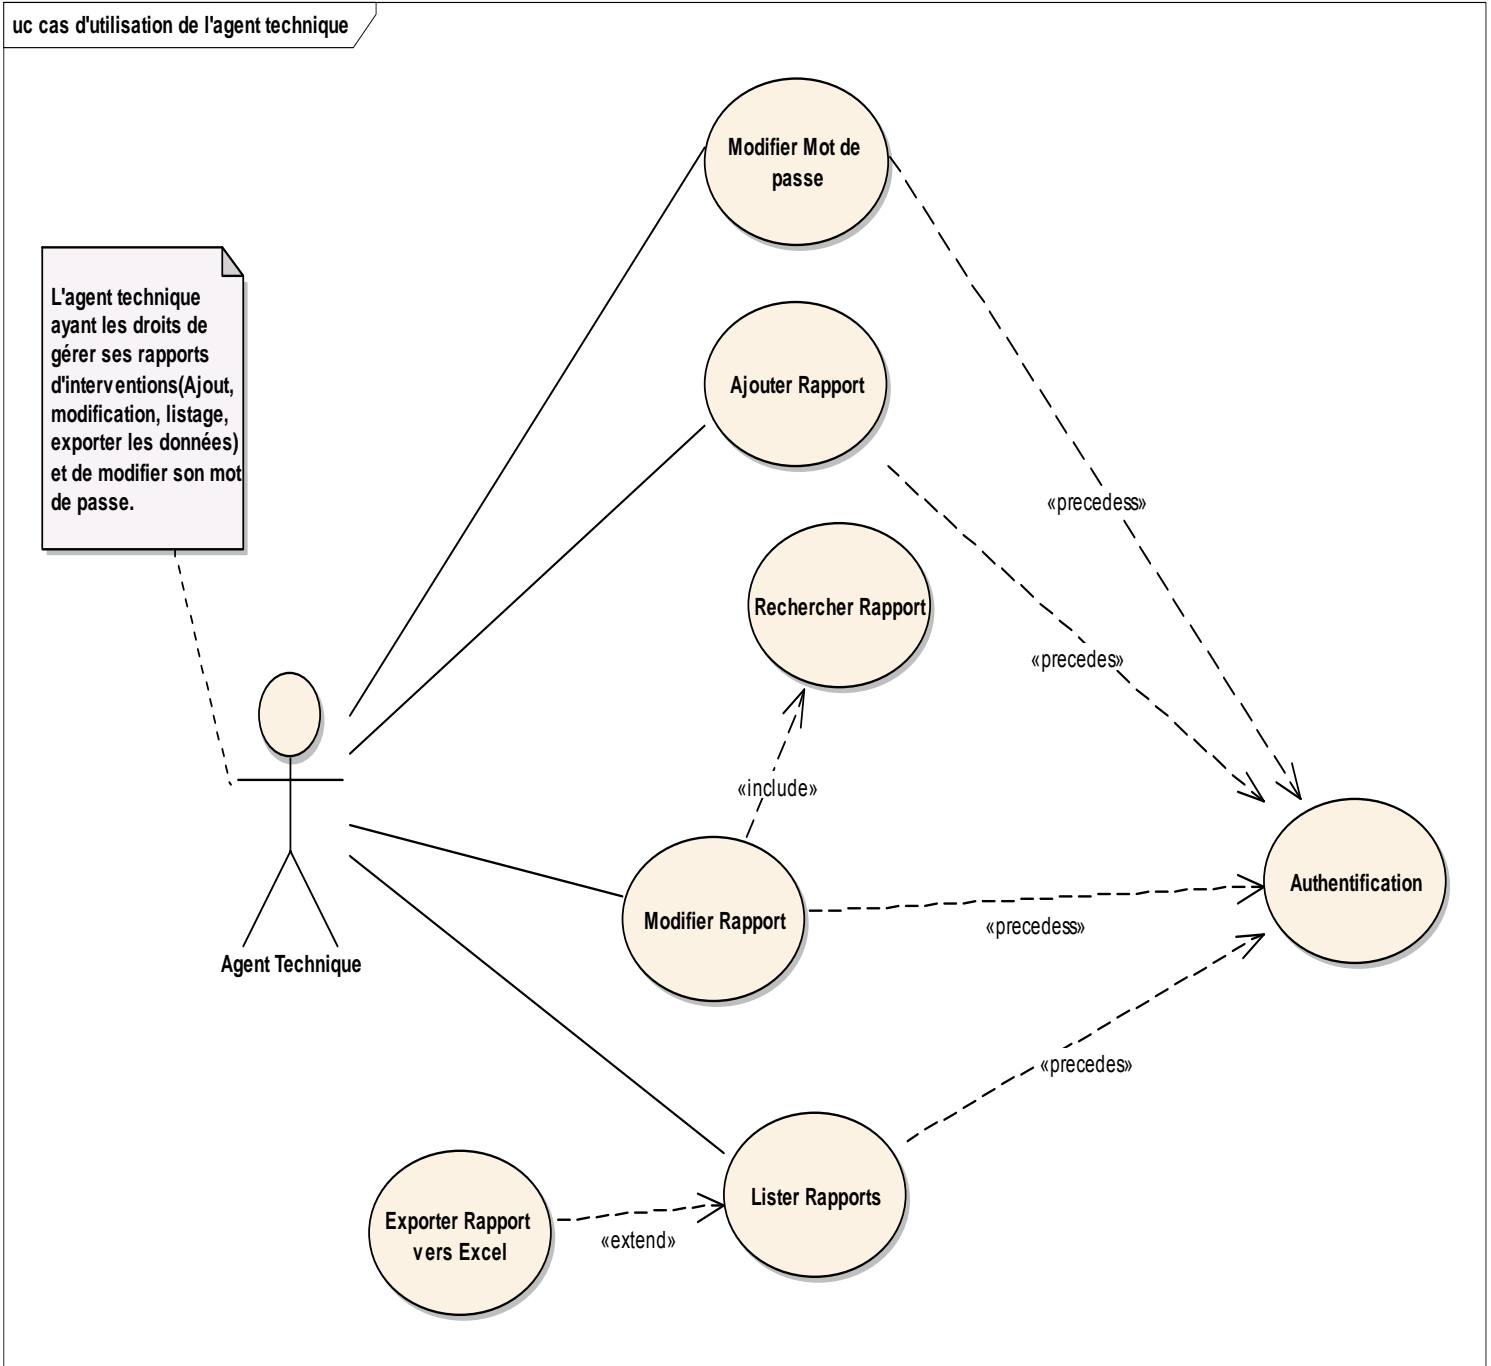 uc cas d'utilisation de l'agent technique
Modifier Mot de
passe
L'agent technique
ayant les droits de
gérer ses rapports
d'interventions(Ajout,
modification, listage,
exporter les données)
et de modifier son mot
de passe.
Ajouter Rapport
«precedess»
Rechercher Rapport
«precedes»
«include»
Authentification
Modifier Rapport
«precedess»
Agent Technique
«precedes»
Lister Rapports
Exporter Rapport
vers Excel
«extend»